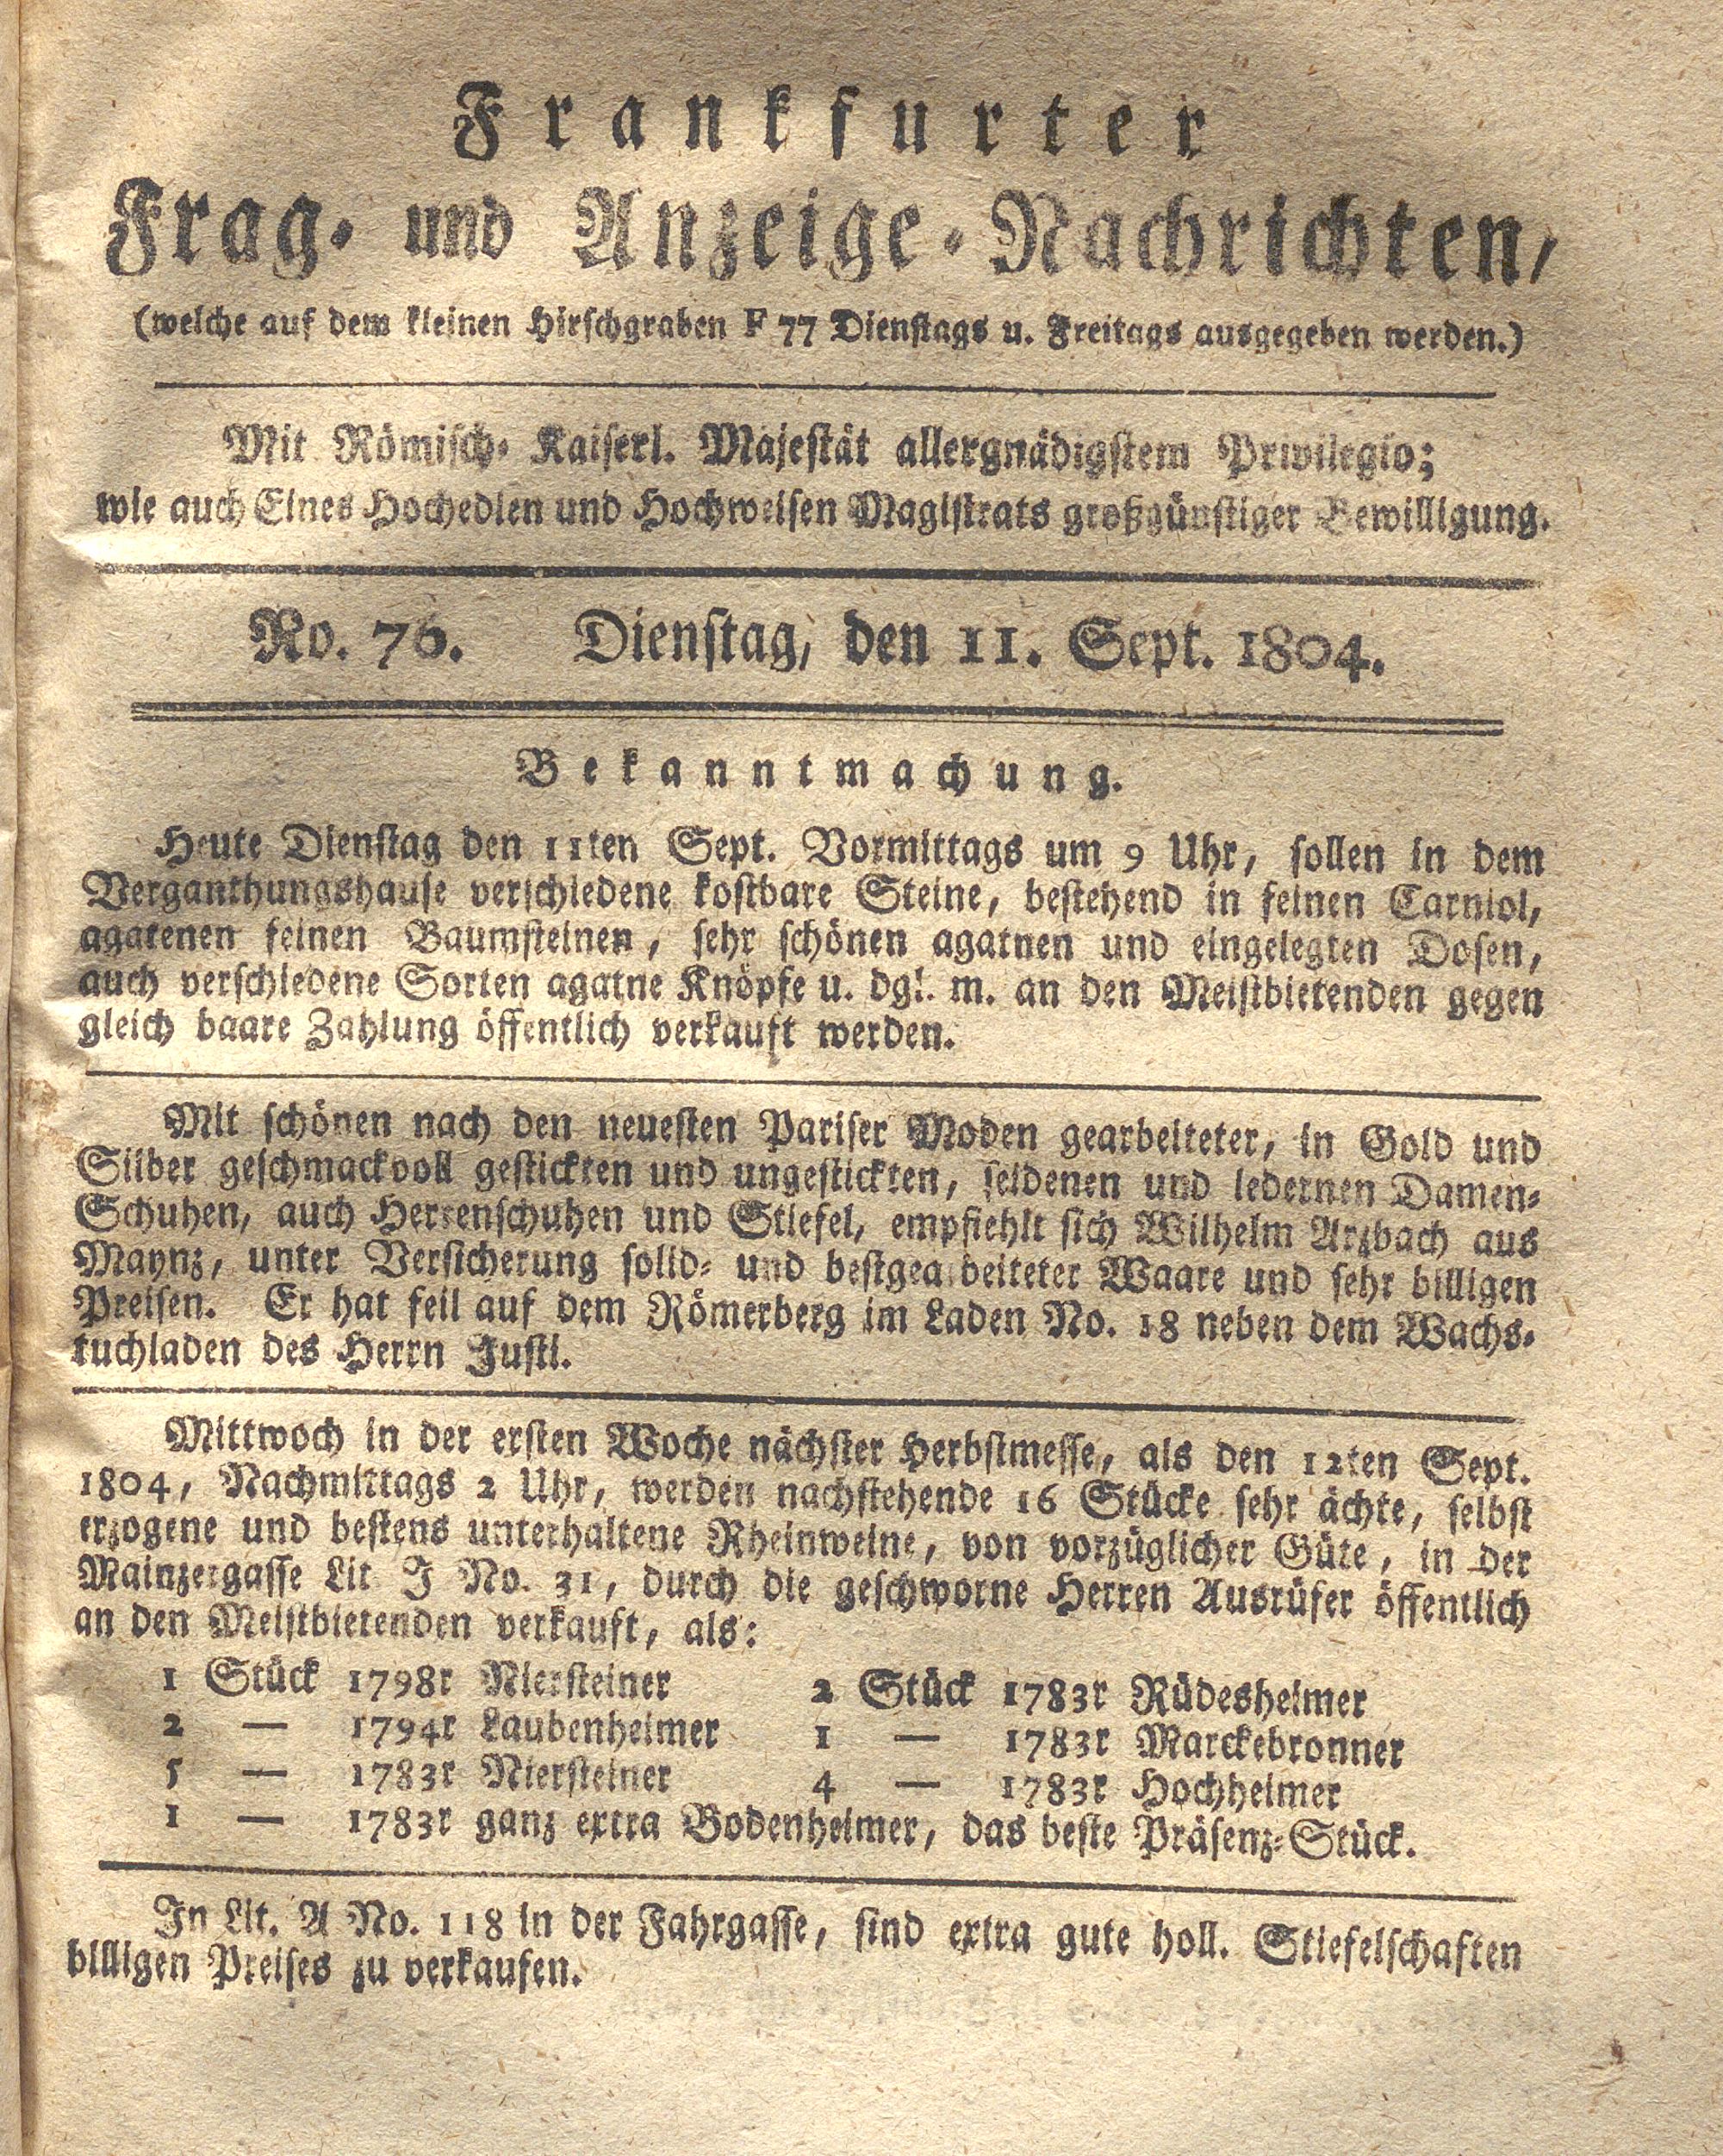 Frankfurter
Frag- und Anzeige-Nachrichten,
(welche auf dem kleinen Hirschgraben F 77 Dienstags u. Freitags ausgegeben werden.)
Mit Römisch- Kaiserl. Majestät allergnädigstem Privilegio;
wie auch Eines Hochedlen und Hochweisen Magistrats großgünstiger Bewilligung.
No. 76. Dienstag, den 11. Sept. 1804.
Bekanntmachung.
Heute Dienstag den 11ten Sept. Vormittags um 9 Uhr, sollen in dem
Verganthungshause verschiedene kostbare Steine, bestehend in feinen Carniol,
agatenen feinen Baumsteinen, sehr schönen agatnen und eingelegten Dosen,
auch verschiedene Sorten agatne Knöpfe u. dgl. m. an den Meistbietenden gegen
gleich baare Zahlung öffentlich verkauft werden.
Mit schönen nach den neuesten Pariser Moden gearbeiteter, in Gold und
Silber geschmackvoll gestickten und ungestickten, seidenen und ledernen Damen-
Schuhen, auch Herrenschuhen und Stiefel, empfiehlt sich Wilhelm Arzbach aus
Maynz, unter Versicherung solid- und bestgearbeiteter Waare und sehr billigen
Preisen. Er hat feil auf dem Römerberg im Laden No. 18 neben dem Wachs-
tuchladen des Herrn Justi.
Mittwoch in der ersten Woche nächster Herbstmesse, als den 12ten Sept.
1804, Nachmittags 2 Uhr, werden nachstehende 16 Stücke sehr ächte, selbst
erzogene und bestens unterhaltene Rheinweine, von vorzüglicher Güte, in der
Mainzergasse Lit J No. 31, durch die geschworne Herren Ausrüfer öffentlich
an den Meistbietenden verkauft, als:
1 Stück 1798r Niersteiner 2 Stück 1783r Rüdesheimer
2 — 1794r Laubenheimer 1 — 1783r Marckebronner
5 — 1783r Niersteiner 4 — 1783r Hochheimer
1 — 1783r ganz extra Bodenheimer, das beste Präsenz-Stück.
In Lit. A No. 118 in der Fahrgasse, sind extra gute holl. Stiefelschaften
billigen Preises zu verkaufen.